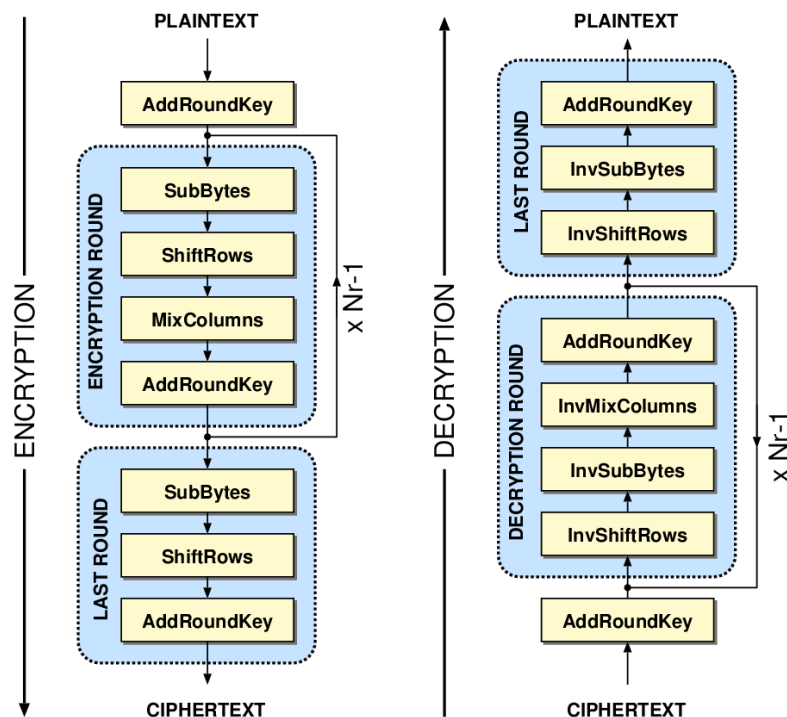 PLAINTEXT
AddRoundKey
ENCRYPTION ROUND
SubBytes
ShiftRows
MixColumns
AddRoundKey
x Nr-1
LAST ROUND
SubBytes
ShiftRows
AddRoundKey
CIPHERTEXT
ENCRYPTION
PLAINTEXT
LAST ROUND
AddRoundKey
InvSubBytes
InvShiftRows
DECRYPTION ROUND
AddRoundKey
InvMixColumns
InvSubBytes
InvShiftRows
x Nr-1
AddRoundKey
CIPHERTEXT
DECRYPTION